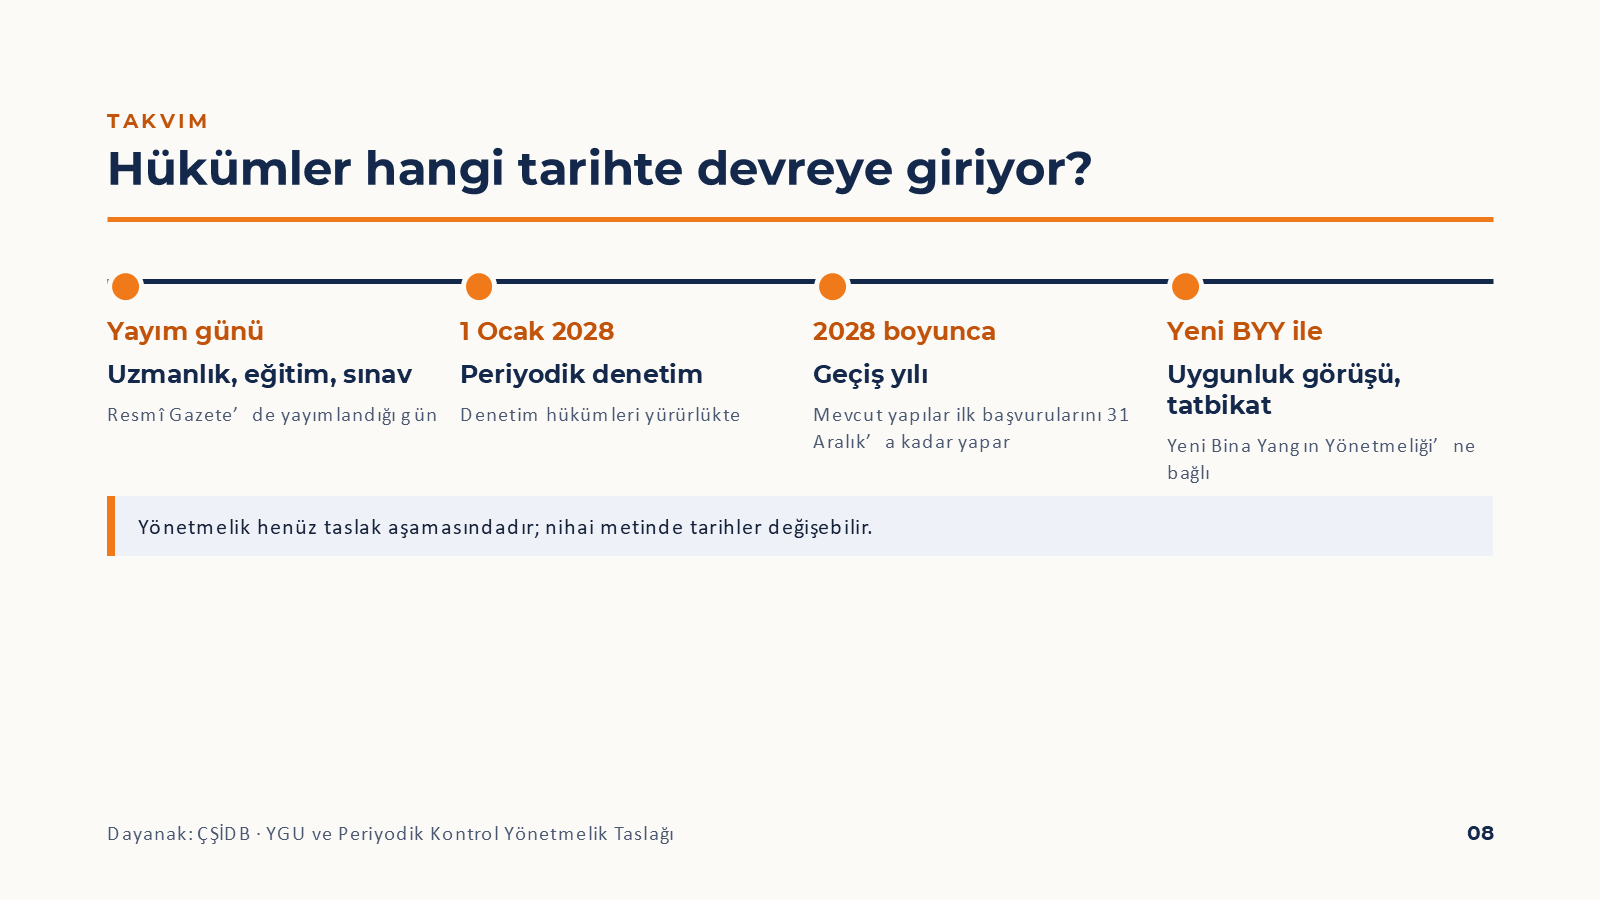 TAKVIM
Hükümler hangi tarihte devreye giriyor?
Yayım günü
Uzmanlık, eğitim, sınav
Resmî Gazete’de yayımlandığı gün
1 Ocak 2028
Periyodik denetim
Denetim hükümleri yürürlükte
2028 boyunca
Geçiş yılı
Mevcut yapılar ilk başvurularını 31
Aralık’a kadar yapar
Yeni BYY ile
Uygunluk görüşü,
tatbikat
Yeni Bina Yangın Yönetmeliği’ne
bağlı
Yönetmelik henüz taslak aşamasındadır; nihai metinde tarihler değişebilir.
Dayanak: ÇŞİDB · YGU ve Periyodik Kontrol Yönetmelik Taslağı
08